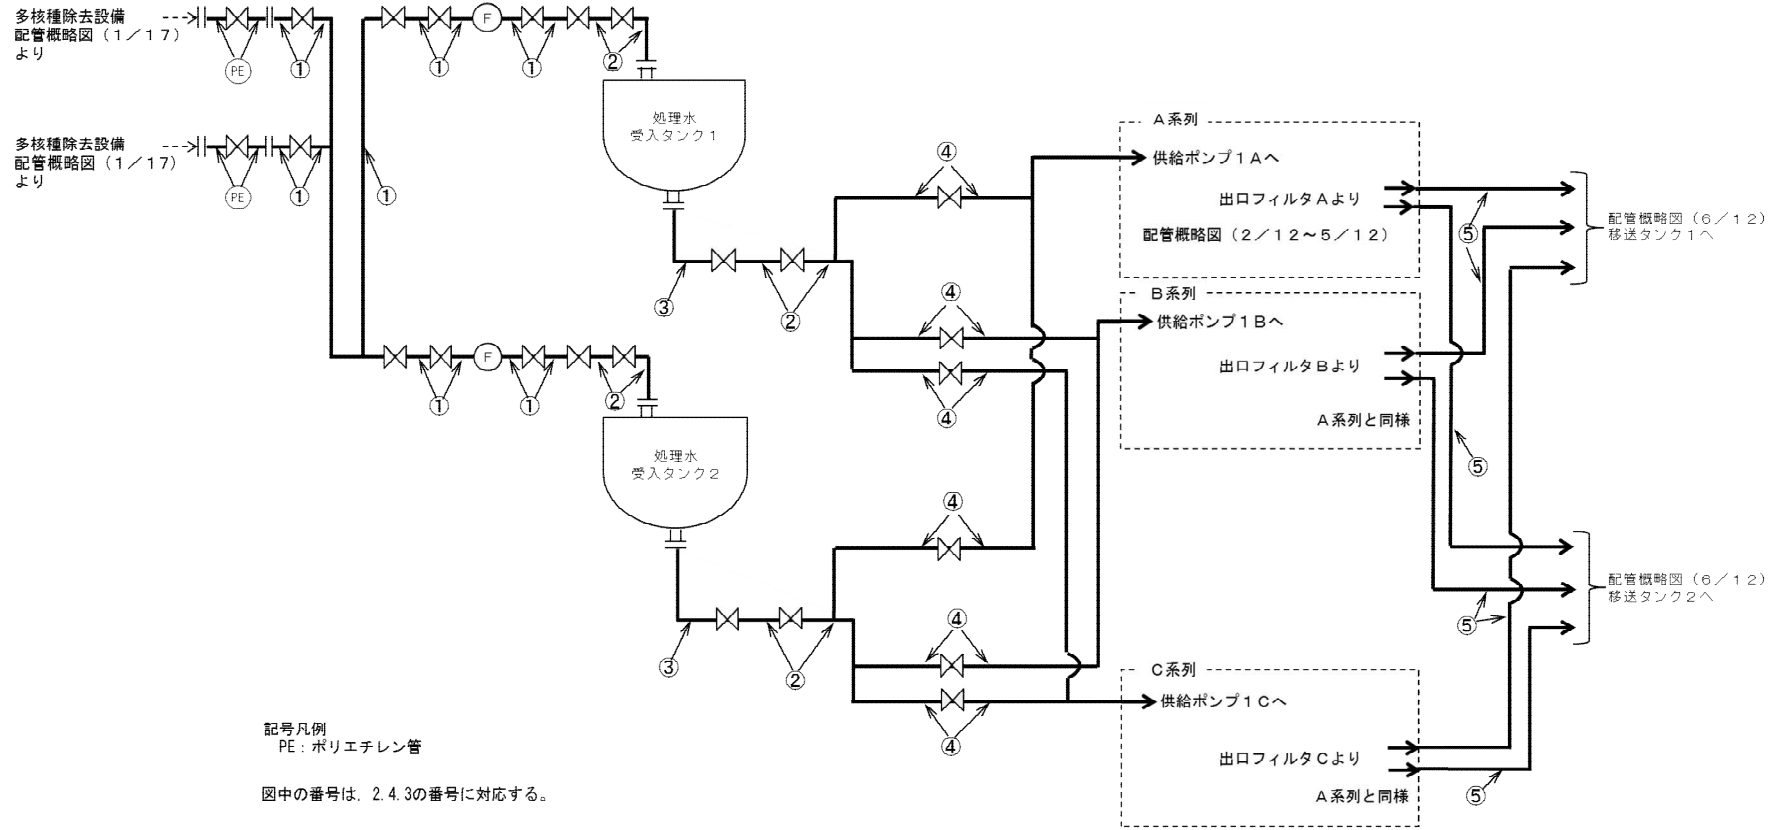 多核種除去設備
配管概略図（１／１７）
より
PE
①
①
F
①
②
処理水
受入タンク１
多核種除去設備
配管概略図（１／１７）
より
PE
①
①
③
②
④
④
④
Ａ系列
供給ポンプ１Ａへ
出口フィルタＡより
配管概略図（２／１２～５／１２）
⑤
配管概略図（６／１２）
移送タンク１へ
Ｂ系列
供給ポンプ１Ｂへ
出口フィルタＢより
Ａ系列と同様
⑤
①
F
①
②
処理水
受入タンク２
③
②
④
④
④
⑤
配管概略図（６／１２）
移送タンク２へ
Ｃ系列
供給ポンプ１Ｃへ
出口フィルタＣより
Ａ系列と同様
⑤
記号凡例
PE：ポリエチレン管
図中の番号は、2.4.3の番号に対応する。